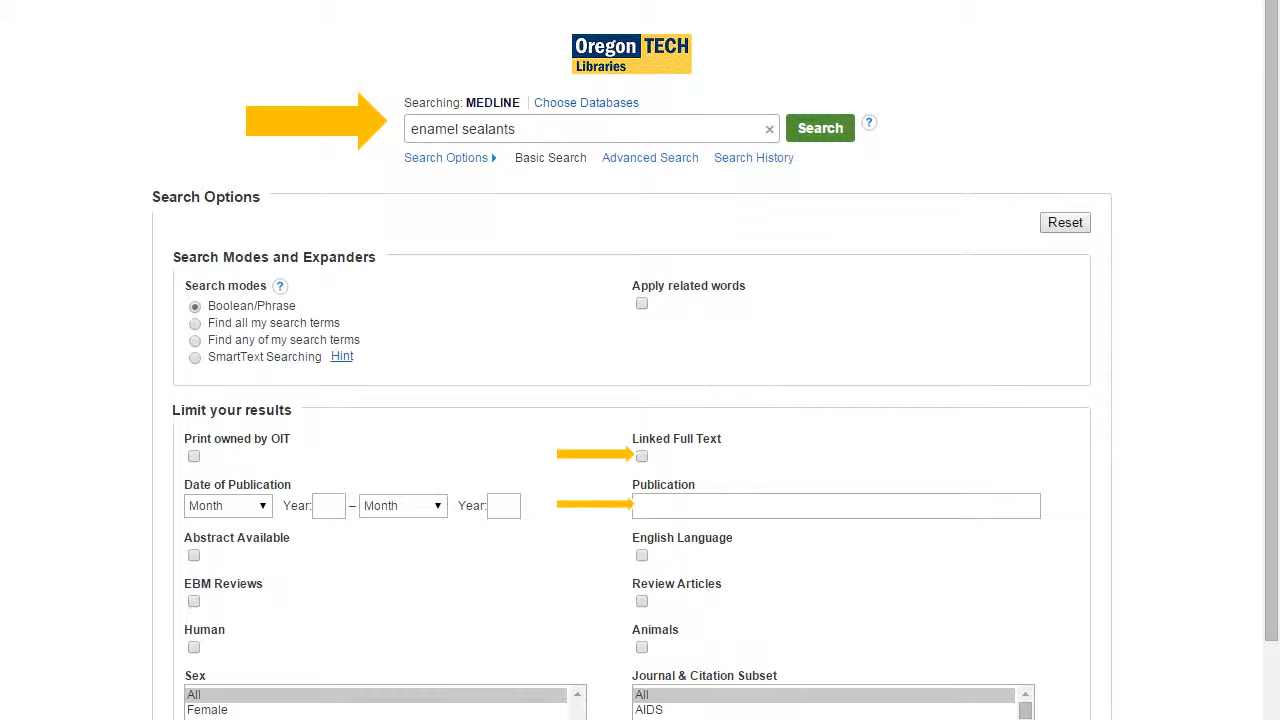 Oregon TECH
Libraries
Searching: MEDLINE Choose Databases
enamel sealants × Search ?
Search Options Basic Search Advanced Search Search History
Search Options
Reset
Search Modes and Expanders
Search modes ? Apply related words
Boolean/Phrase
Find all my search terms
Find any of my search terms
SmartText Searching Hint
Limit your results
Print owned by OIT Linked Full Text
Date of Publication Publication
Month Year: – Month Year:
Abstract Available English Language
EBM Reviews Review Articles
Human Animals
Sex Journal & Citation Subset
All All
Female AIDS